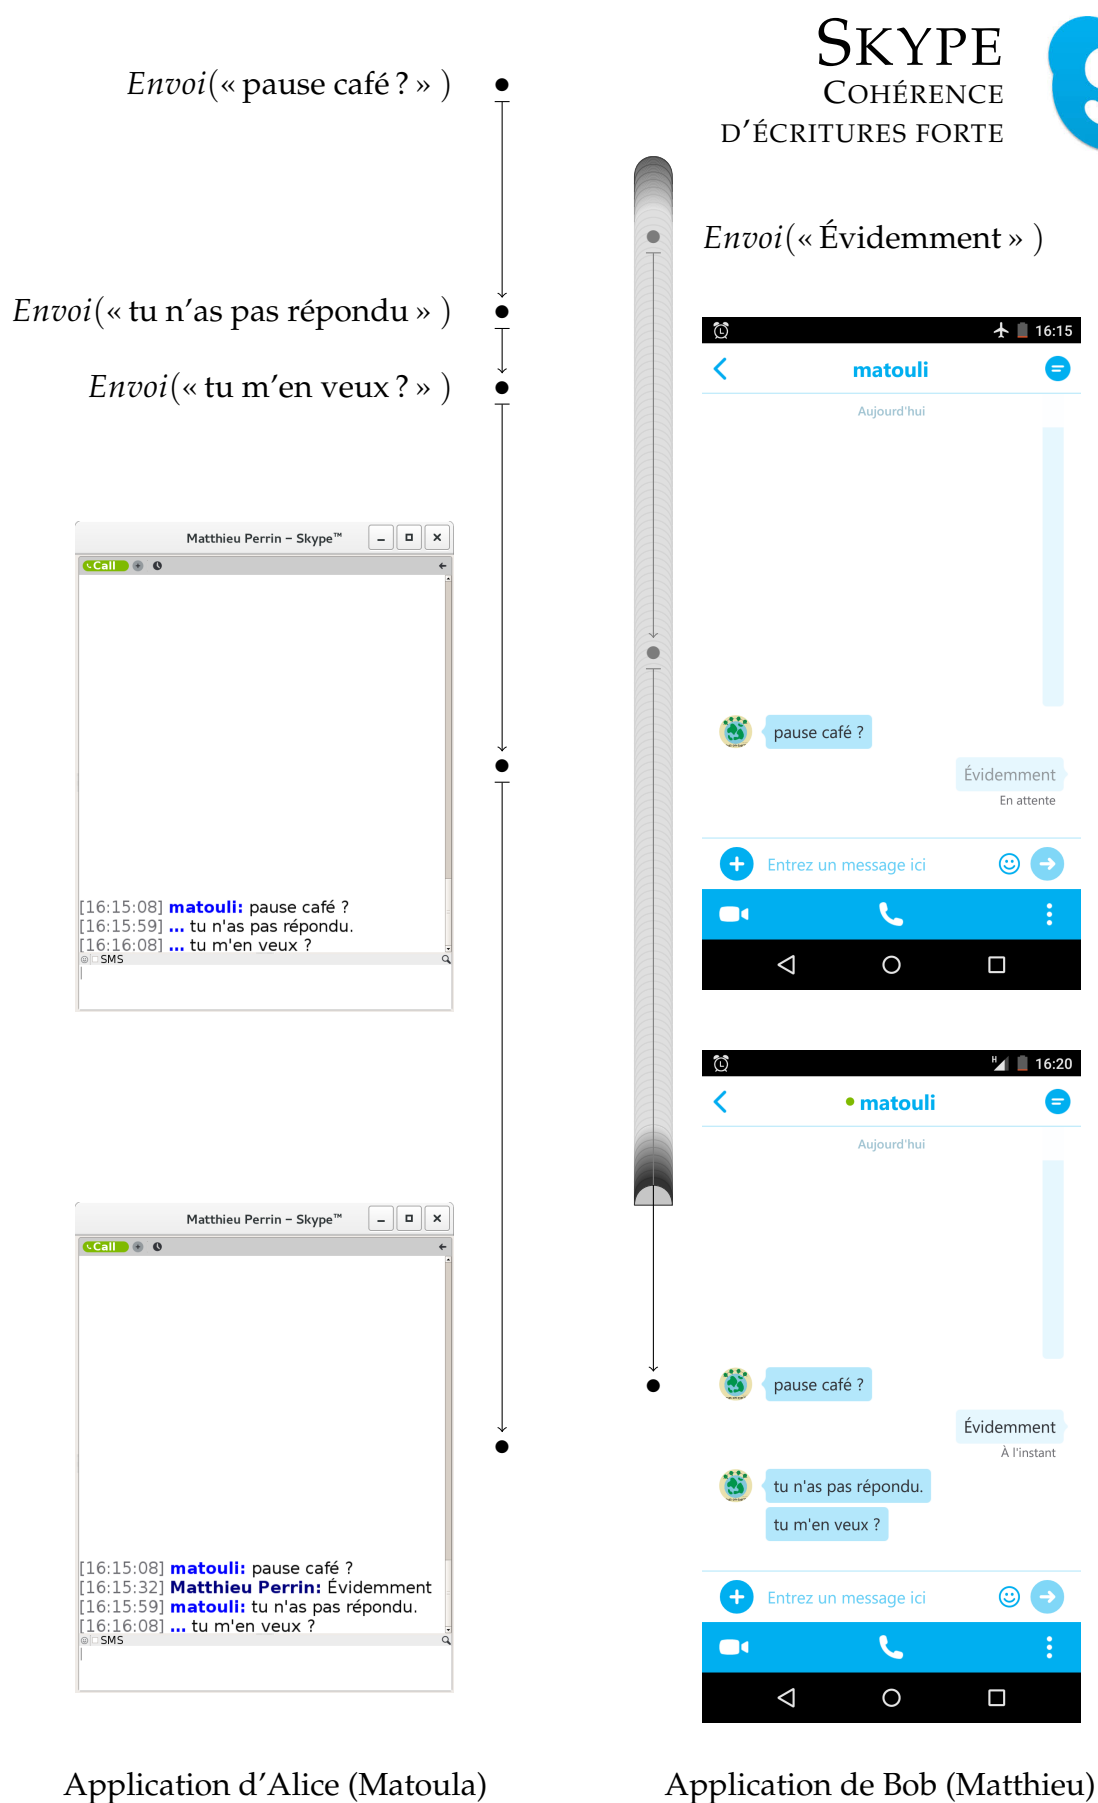 SKYPE
COHÉRENCE
D'ÉCRITURES FORTE
Envoi(« pause café ? » )
Envoi(« Évidemment » )
Envoi(« tu n'as pas répondu » )
Envoi(« tu m'en veux ? » )
16:15
matouli
Aujourd'hui
pause café ?
Évidemment
En attente
Entrez un message ici
Matthieu Perrin – Skype™
Call
[16:15:08] matouli: pause café ?
[16:15:59] ... tu n'as pas répondu.
[16:16:08] ... tu m'en veux ?
SMS
H
16:20
matouli
Aujourd'hui
pause café ?
Évidemment
À l'instant
tu n'as pas répondu.
tu m'en veux ?
Entrez un message ici
Matthieu Perrin – Skype™
Call
[16:15:08] matouli: pause café ?
[16:15:32] Matthieu Perrin: Évidemment
[16:15:59] matouli: tu n'as pas répondu.
[16:16:08] ... tu m'en veux ?
SMS
Application d'Alice (Matoula)
Application de Bob (Matthieu)